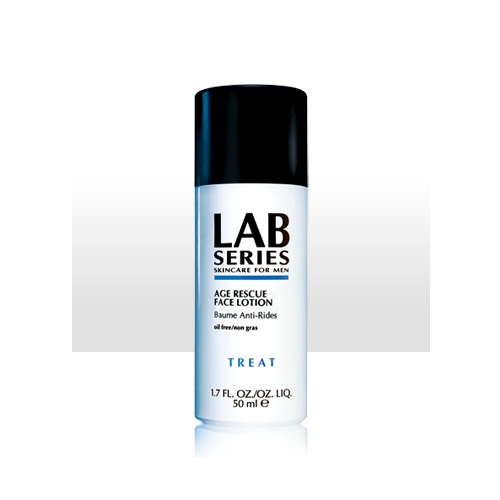 LAB
SERIES
SKINCARE FOR MEN
AGE RESCUE
FACE LOTION
Baume Anti-Rides
oil free/non gras
TREAT
1.7 FL. OZ./OZ. LIQ.
50 ml ℮